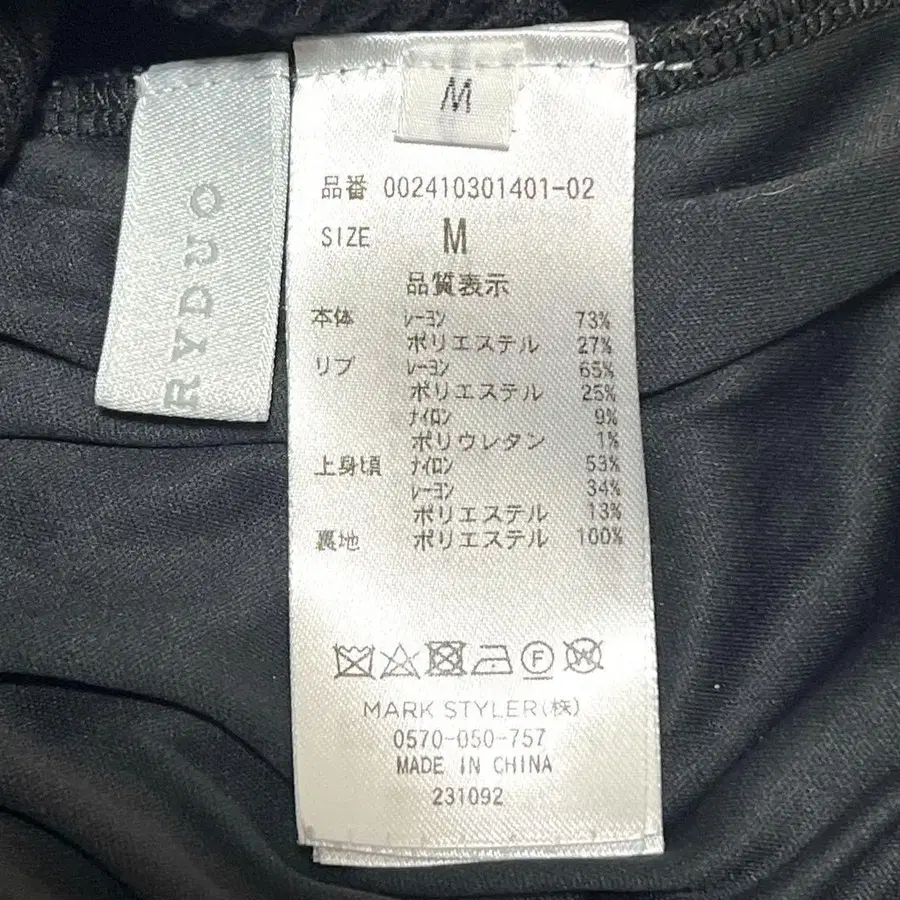 RYDUO
M
品番 002410301401-02
SIZE M
品質表示
本体 レーヨン 73%
ポリエステル 27%
リブ レーヨン 65%
ポリエステル 25%
ナイロン 9%
ポリウレタン 1%
上身頃 ナイロン 53%
レーヨン 34%
ポリエステル 13%
裏地 ポリエステル 100%
F W
MARK STYLER(株)
0570-050-757
MADE IN CHINA
231092